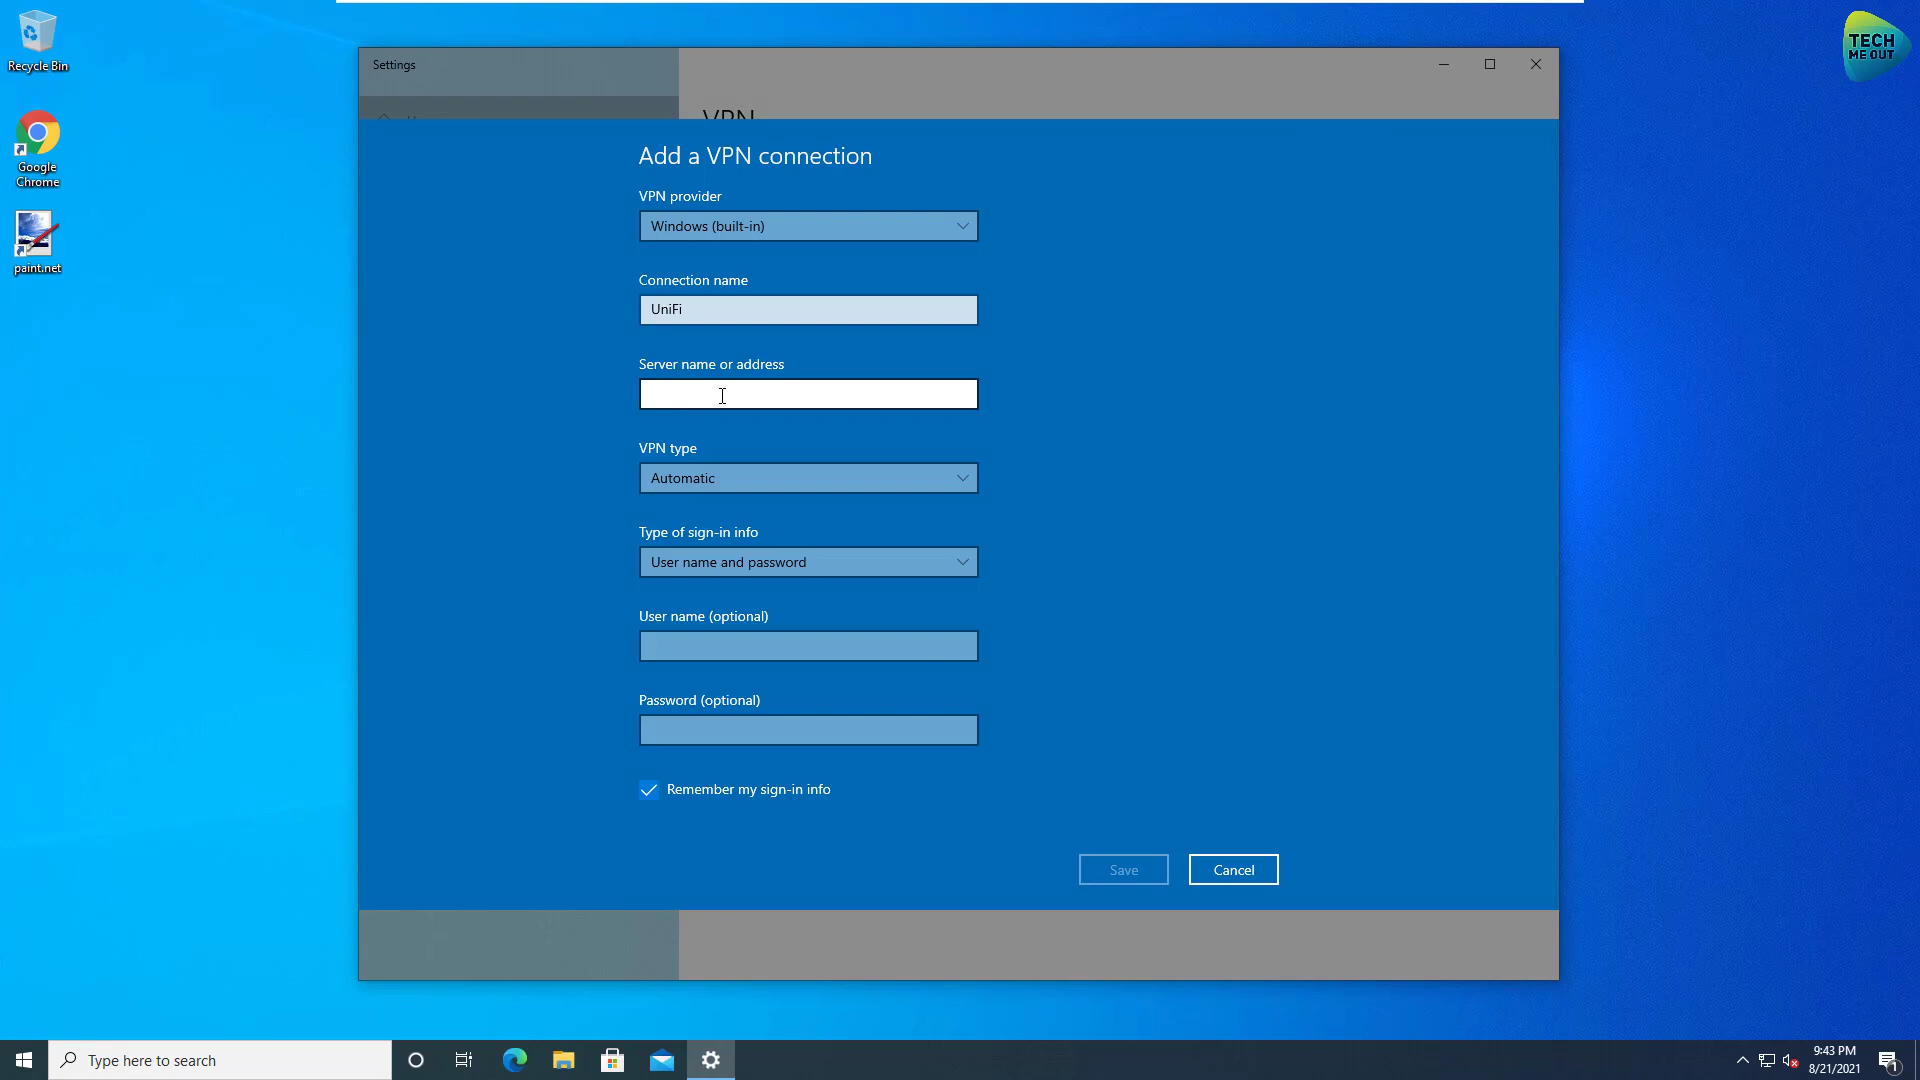 Recycle Bin
Google
Chrome
paint.net
TECH
ME OUT
Settings
VPN
Add a VPN connection
VPN provider
Windows (built-in)
Connection name
UniFi
Server name or address
VPN type
Automatic
Type of sign-in info
User name and password
User name (optional)
Password (optional)
Remember my sign-in info
Save
Cancel
Type here to search
9:43 PM
8/21/2021
1